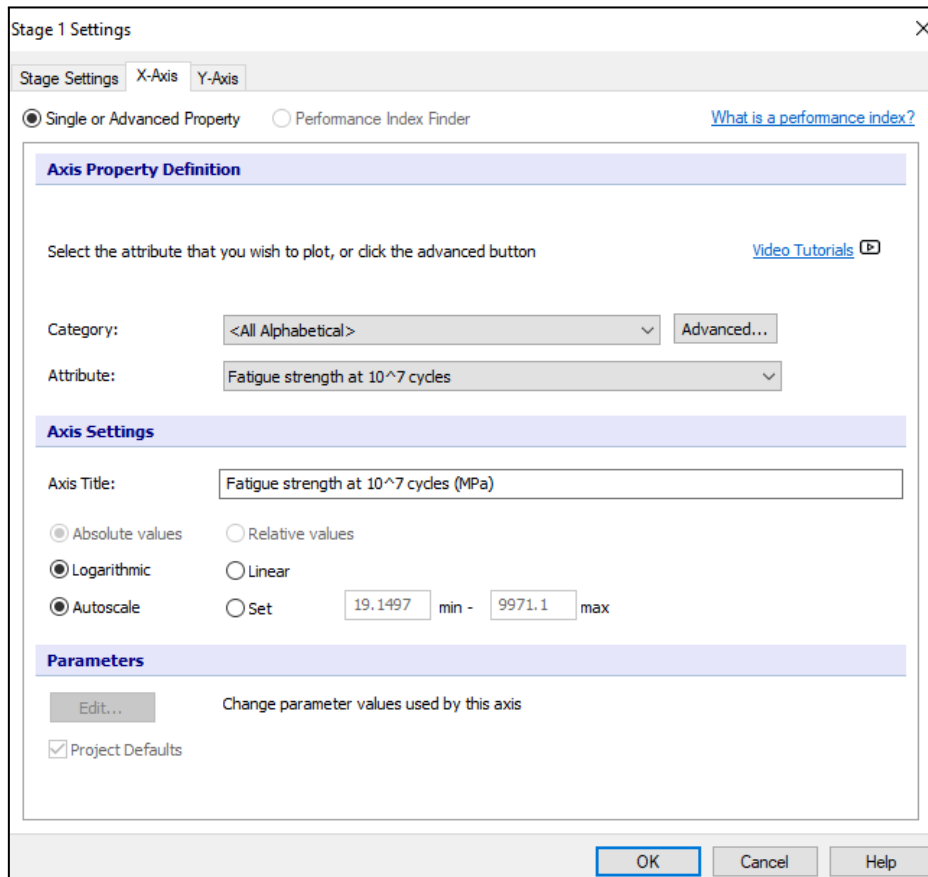 Stage 1 Settings
Stage Settings X-Axis Y-Axis
Single or Advanced Property Performance Index Finder What is a performance index?
Axis Property Definition
Select the attribute that you wish to plot, or click the advanced button Video Tutorials
Category: <All Alphabetical> Advanced...
Attribute: Fatigue strength at 10^7 cycles
Axis Settings
Axis Title: Fatigue strength at 10^7 cycles (MPa)
Absolute values Relative values
Logarithmic Linear
Autoscale Set 19.1497 min - 9971.1 max
Parameters
Edit... Change parameter values used by this axis
Project Defaults
OK Cancel Help